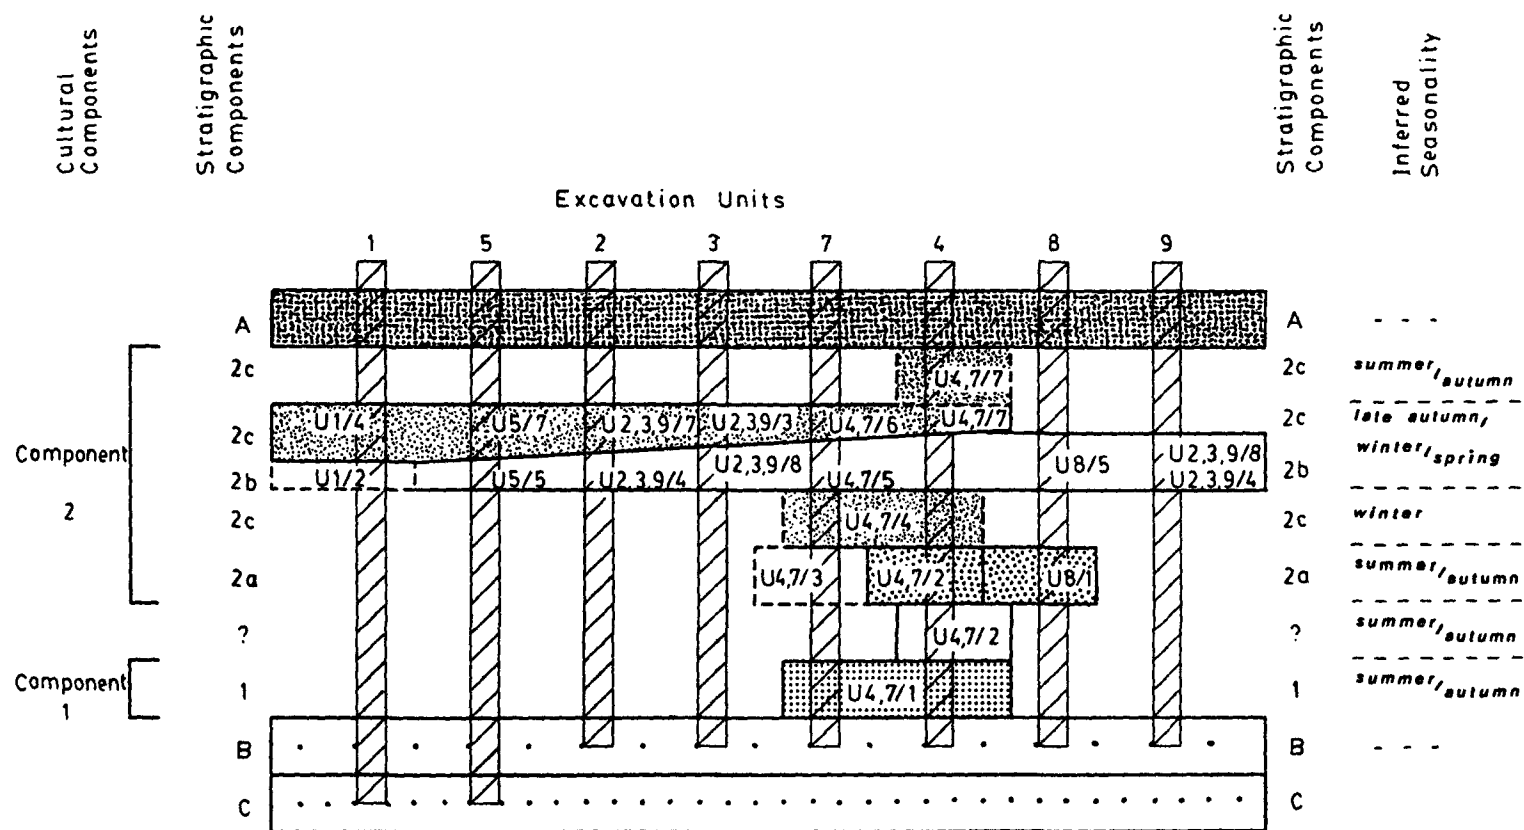 Cultural
Components
Stratigraphic
Components
Stratigraphic
Components
Inferred
Seasonality
Excavation Units
1 5 2 3 7 4 8 9
A A - - -
2c U4,7/7 2c summer/autumn
2c U1/4 U5/7 U2,3,9/7 U2,3,9/3 U4,7/6 U4,7/7 2c late autumn/
winter/spring
Component
2
2b U1/2 U5/5 U2,3,9/4 U2,3,9/8 U4,7/5 U8/5 U2,3,9/8 2b
U2,3,9/4
2c U4,7/4 2c winter
2a U4,7/3 U4,7/2 U8/1 2a summer/autumn
? U4,7/2 ? summer/autumn
Component
1
1 U4,7/1 1 summer/autumn
B B - - -
C C